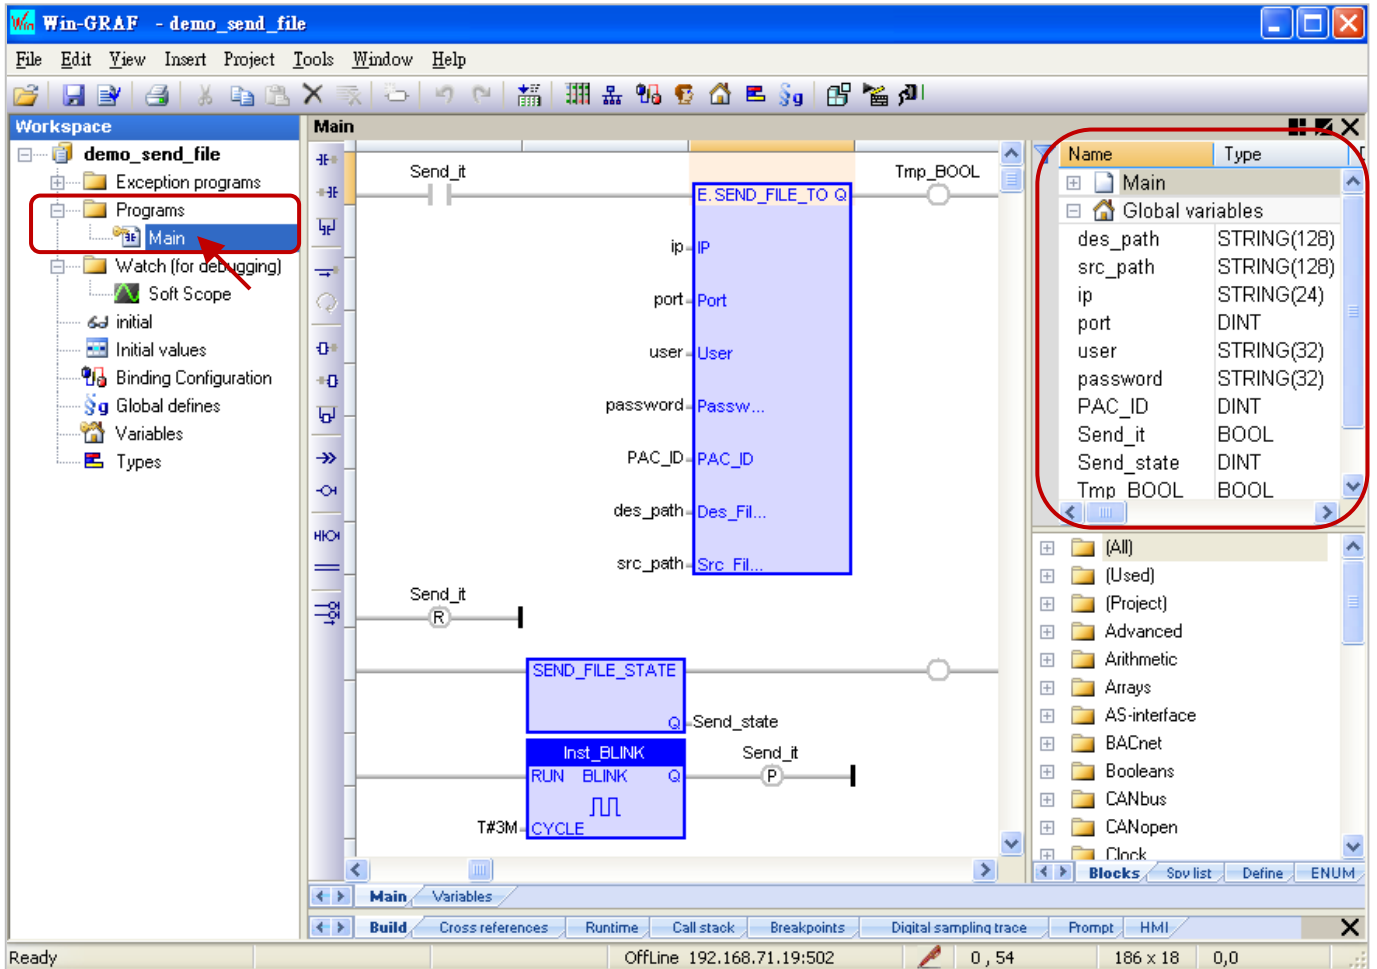 Win-GRAF - demo_send_file
File Edit View Insert Project Tools Window Help
Workspace
demo_send_file
Exception programs
Programs
Main
Watch (for debugging)
Soft Scope
initial
Initial values
Binding Configuration
Global defines
Variables
Types
Main
Send_it
Tmp_BOOL
E. SEND_FILE_TO Q
ip IP
port Port
user User
password Passw...
PAC_ID PAC_ID
des_path Des_Fil...
src_path Src_Fil...
Send_it
R
SEND_FILE_STATE
Q Send_state
Inst_BLINK
Send_it
RUN BLINK Q
P
T#3M CYCLE
Main Variables
Name Type
Main
Global variables
des_path STRING(128)
src_path STRING(128)
ip STRING(24)
port DINT
user STRING(32)
password STRING(32)
PAC_ID DINT
Send_it BOOL
Send_state DINT
Tmp_BOOL BOOL
(All)
(Used)
(Project)
Advanced
Arithmetic
Arrays
AS-interface
BACnet
Booleans
CANbus
CANopen
Clock
Blocks Spy list Define ENUM
Build Cross references Runtime Call stack Breakpoints Digital sampling trace Prompt HMI
Ready OffLine 192.168.71.19:502 0 , 54 186 x 18 0,0